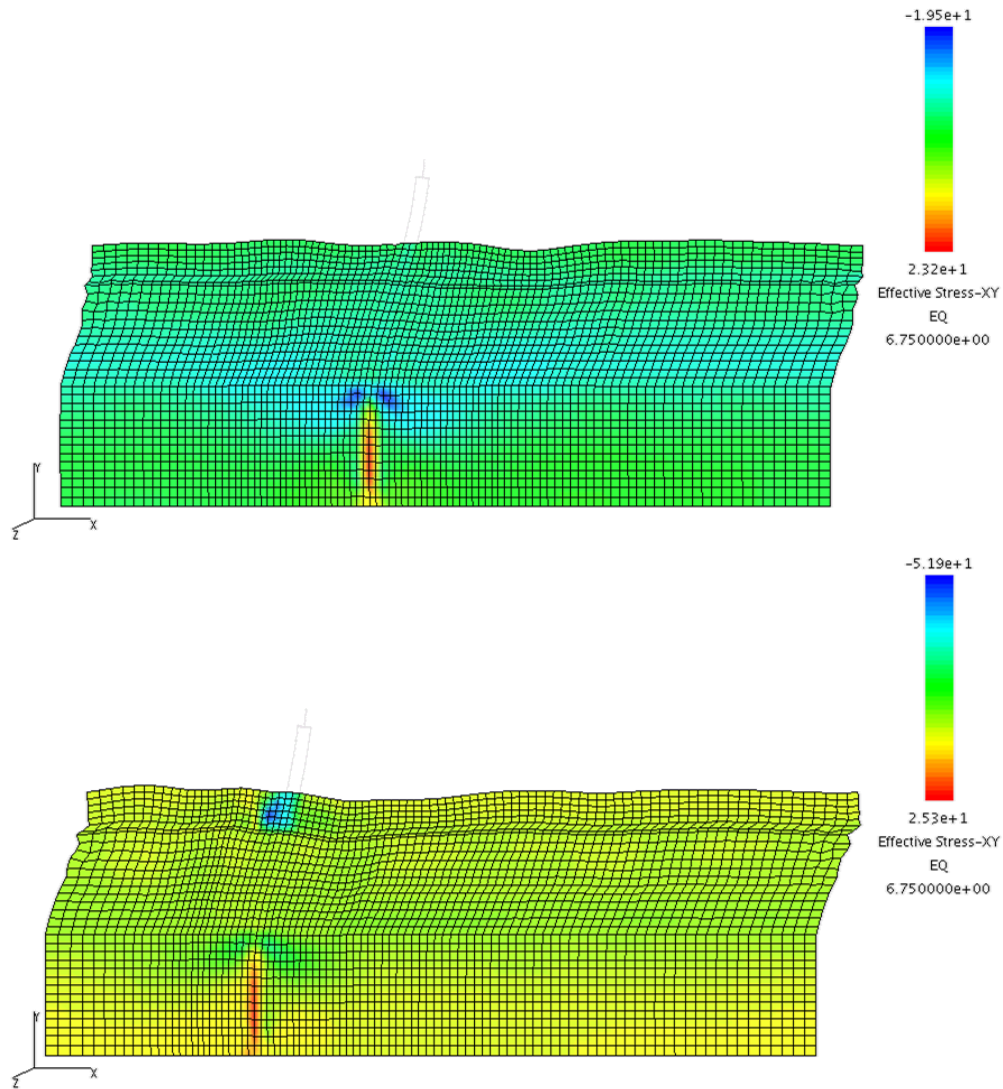 -1.95e+1
2.32e+1
Effective Stress-XY
EQ
6.750000e+00
Y
Z
X
-5.19e+1
2.53e+1
Effective Stress-XY
EQ
6.750000e+00
Y
Z
X